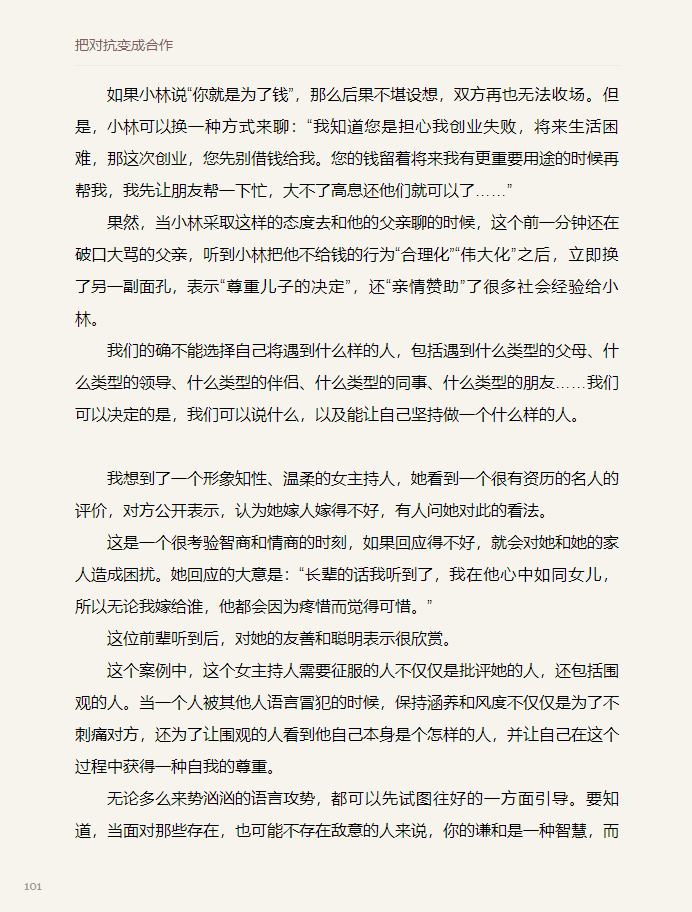 把对抗变成合作
如果小林说“你就是为了钱”，那么后果不堪设想，双方再也无法收场。但
是，小林可以换一种方式来聊：“我知道您是担心我创业失败，将来生活困
难，那这次创业，您先别借钱给我。您的钱留着将来我有更重要用途的时候再
帮我，我先让朋友帮一下忙，大不了高息还他们就可以了……”
果然，当小林采取这样的态度去和他的父亲聊的时候，这个前一分钟还在
破口大骂的父亲，听到小林把他不给钱的行为“合理化”“伟大化”之后，立即换
了另一副面孔，表示“尊重儿子的决定”，还“亲情赞助”了很多社会经验给小
林。
我们的确不能选择自己将遇到什么样的人，包括遇到什么类型的父母、什
么类型的领导、什么类型的伴侣、什么类型的同事、什么类型的朋友……我们
可以决定的是，我们可以说什么，以及能让自己坚持做一个什么样的人。
我想到了一个形象知性、温柔的女主持人，她看到一个很有资历的名人的
评价，对方公开表示，认为她嫁人嫁得不好，有人问她对此的看法。
这是一个很考验智商和情商的时刻，如果回应得不好，就会对她和她的家
人造成困扰。她回应的大意是：“长辈的话我听到了，我在他心中如同女儿，
所以无论我嫁给谁，他都会因为疼惜而觉得可惜。”
这位前辈听到后，对她的友善和聪明表示很欣赏。
这个案例中，这个女主持人需要征服的人不仅仅是批评她的人，还包括围
观的人。当一个人被其他人语言冒犯的时候，保持涵养和风度不仅仅是为了不
刺痛对方，还为了让围观的人看到他自己本身是个怎样的人，并让自己在这个
过程中获得一种自我的尊重。
无论多么来势汹汹的语言攻势，都可以先试图往好的一方面引导。要知
道，当面对那些存在，也可能不存在敌意的人来说，你的谦和是一种智慧，而
101